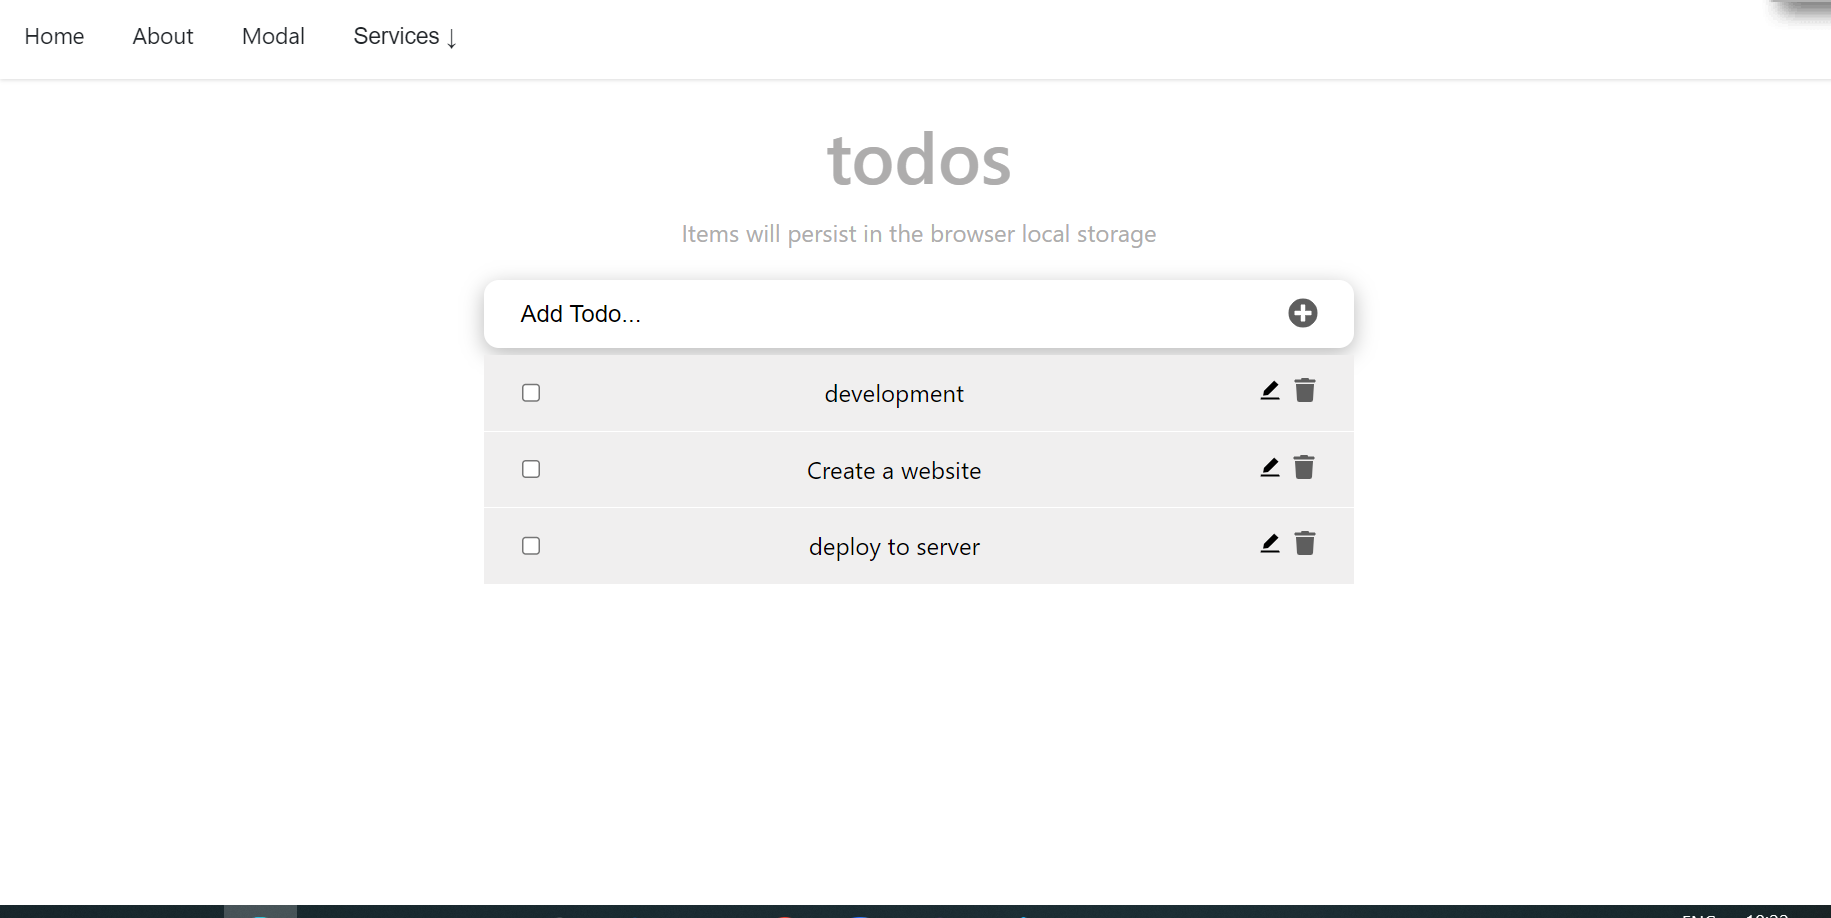 Home About Modal Services ↓
todos
Items will persist in the browser local storage
Add Todo...
development
Create a website
deploy to server